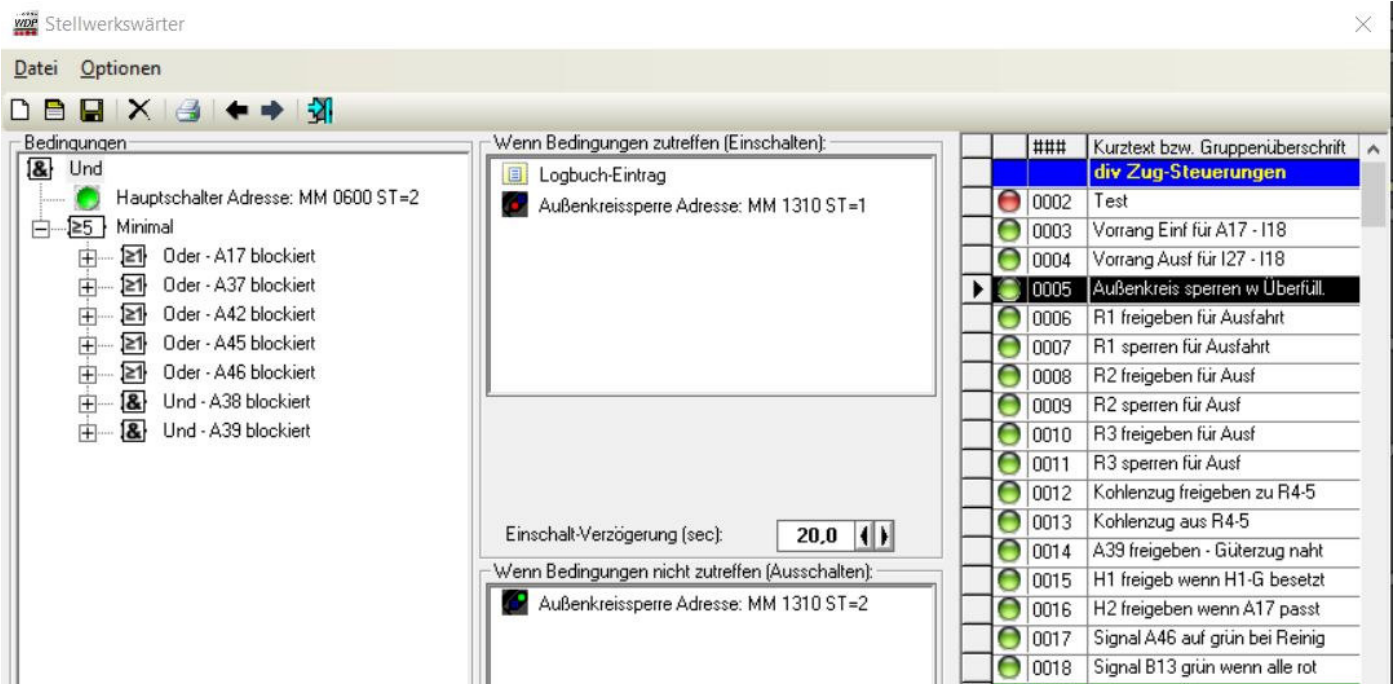 WDP Stellwerkswärter
Datei Optionen
Bedingungen
& Und
Hauptschalter Adresse: MM 0600 ST=2
≥5 Minimal
≥1 Oder - A17 blockiert
≥1 Oder - A37 blockiert
≥1 Oder - A42 blockiert
≥1 Oder - A45 blockiert
≥1 Oder - A46 blockiert
& Und - A38 blockiert
& Und - A39 blockiert
Wenn Bedingungen zutreffen (Einschalten):
Logbuch-Eintrag
Außenkreissperre Adresse: MM 1310 ST=1
Einschalt-Verzögerung (sec): 20,0
Wenn Bedingungen nicht zutreffen (Ausschalten):
Außenkreissperre Adresse: MM 1310 ST=2
### Kurztext bzw. Gruppenüberschrift
div Zug-Steuerungen
0002 Test
0003 Vorrang Einf für A17 - I18
0004 Vorrang Ausf für I27 - I18
0005 Außenkreis sperren w Überfüll.
0006 R1 freigeben für Ausfahrt
0007 R1 sperren für Ausfahrt
0008 R2 freigeben für Ausf
0009 R2 sperren für Ausf
0010 R3 freigeben für Ausf
0011 R3 sperren für Ausf
0012 Kohlenzug freigeben zu R4-5
0013 Kohlenzug aus R4-5
0014 A39 freigeben - Güterzug naht
0015 H1 freigeb wenn H1-G besetzt
0016 H2 freigeben wenn A17 passt
0017 Signal A46 auf grün bei Reinig
0018 Signal B13 grün wenn alle rot